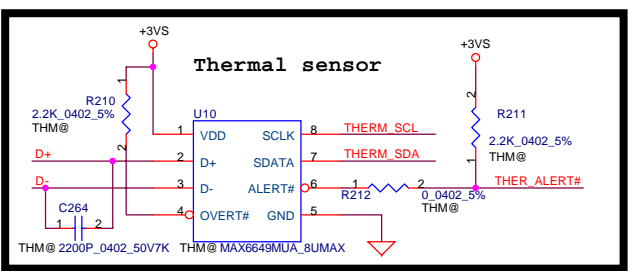 +3VS
+3VS
Thermal sensor
1
R210
2.2K_0402_5%
THM@
2
2
R211
2.2K_0402_5%
THM@
1
U10
1 VDD SCLK 8 THERM_SCL
D+ 2 D+ SDATA 7 THERM_SDA
D- 3 D- ALERT# 6 1 R212 2 0_0402_5% THM@ THER_ALERT#
4 OVERT# GND 5
C264
1 2
THM@ 2200P_0402_50V7K
THM@ MAX6649MUA_8UMAX